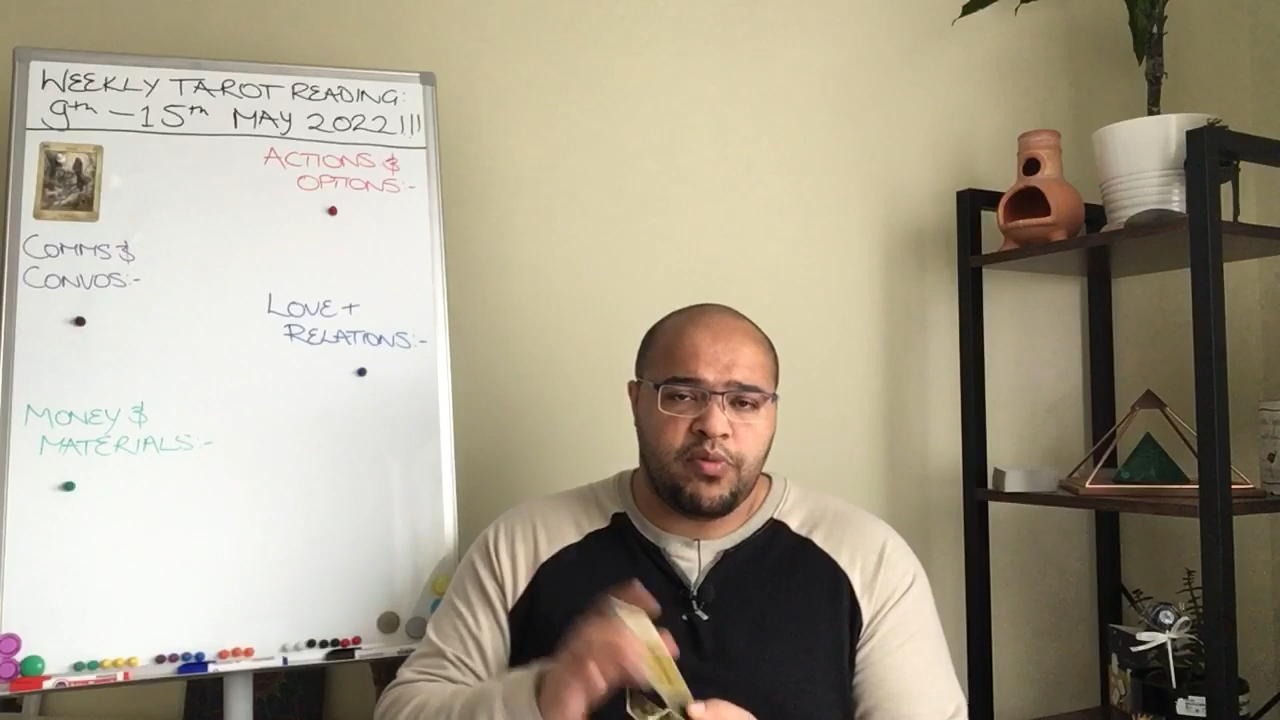 WEEKLY TAROT READING:
9th - 15th MAY 2022!!!
ACTIONS &
OPTIONS:-
COMMS &
CONVOS:-
LOVE +
RELATIONS:-
MONEY &
MATERIALS:-